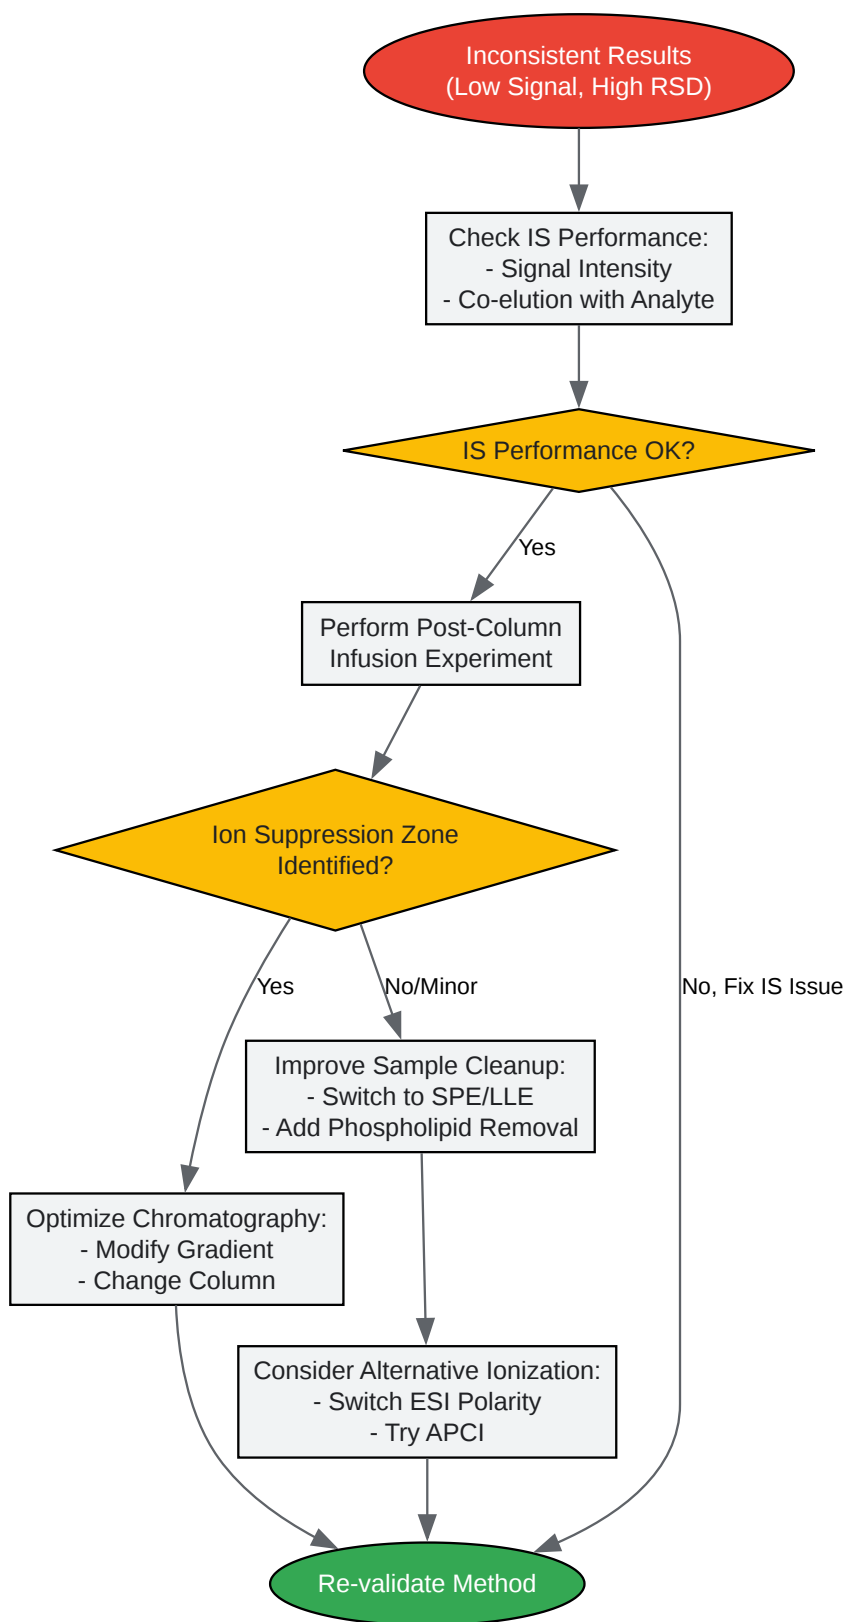 Inconsistent Results
(Low Signal, High RSD)
Check IS Performance:
- Signal Intensity
- Co-elution with Analyte
IS Performance OK?
Yes
Perform Post-Column
Infusion Experiment
Ion Suppression Zone
Identified?
Yes
No/Minor
No, Fix IS Issue
Improve Sample Cleanup:
- Switch to SPE/LLE
- Add Phospholipid Removal
Optimize Chromatography:
- Modify Gradient
- Change Column
Consider Alternative Ionization:
- Switch ESI Polarity
- Try APCI
Re-validate Method